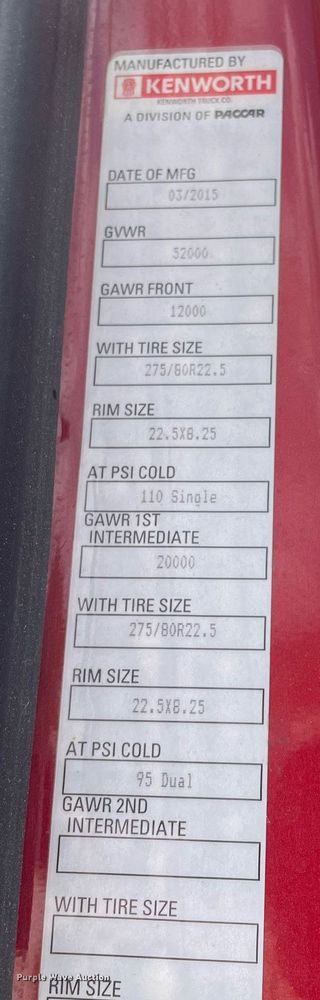 MANUFACTURED BY
KENWORTH
KENWORTH TRUCK CO.
A DIVISION OF PACCAR
DATE OF MFG
03/2015
GVWR
52000
GAWR FRONT
12000
WITH TIRE SIZE
275/80R22.5
RIM SIZE
22.5X8.25
AT PSI COLD
110 Single
GAWR 1ST
INTERMEDIATE
20000
WITH TIRE SIZE
275/80R22.5
RIM SIZE
22.5X8.25
AT PSI COLD
95 Dual
GAWR 2ND
INTERMEDIATE
WITH TIRE SIZE
Purple Wave Auction
RIM SIZE